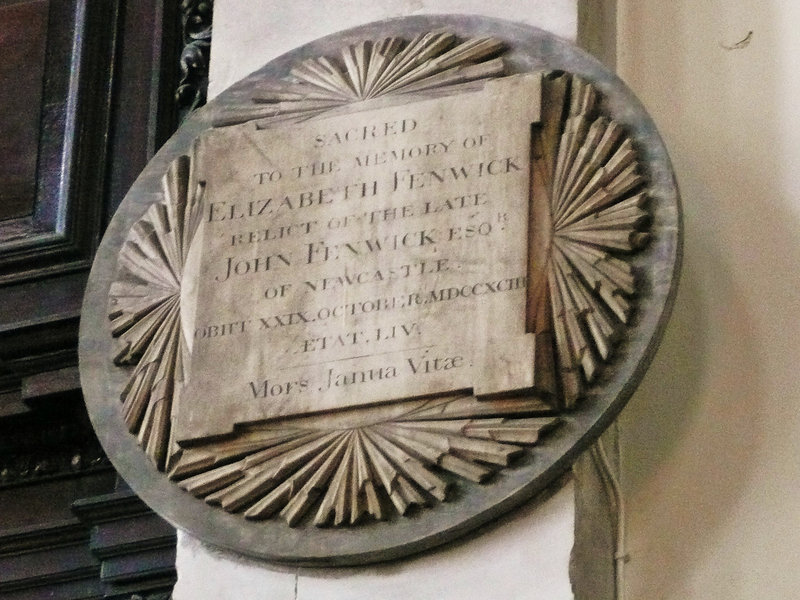 SACRED
TO THE MEMORY OF
ELIZABETH FENWICK
RELICT OF THE LATE
JOHN FENWICK ESQR.
OF NEWCASTLE.
OBIIT XXIX.OCTOBER,MDCCXCIII
ÆTAT, LIV.
Mors Janua Vitæ.